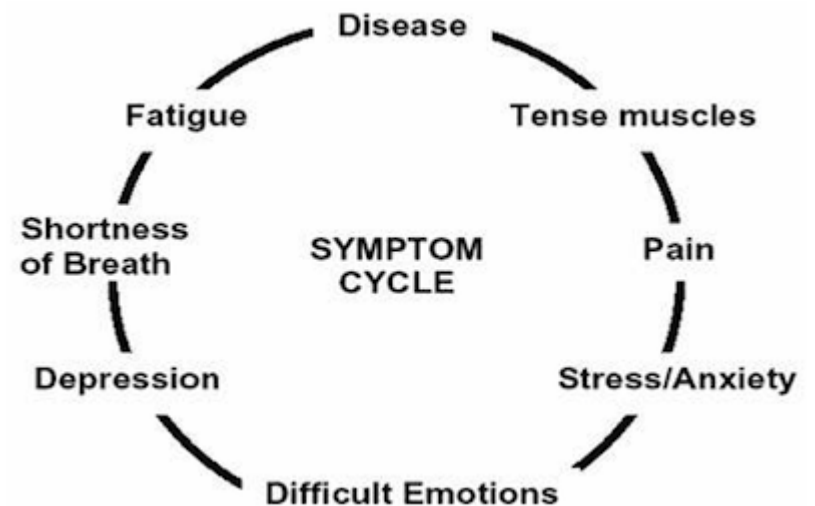 Disease
Fatigue
Tense muscles
Shortness
of Breath
SYMPTOM
CYCLE
Pain
Depression
Stress/Anxiety
Difficult Emotions